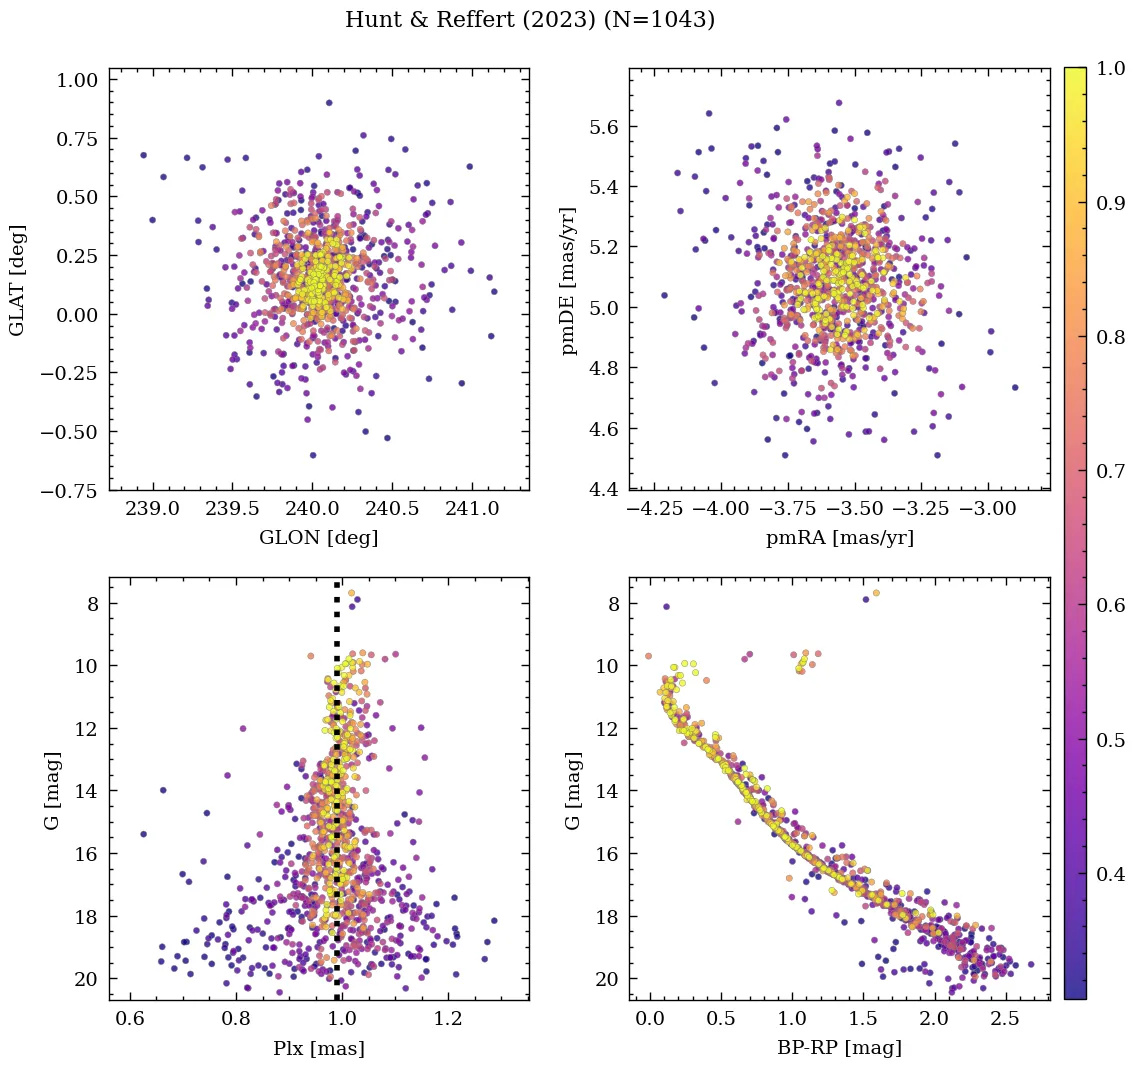 Hunt & Reffert (2023) (N=1043)
1.00
0.75
0.50
0.25
0.00
−0.25
−0.50
−0.75
GLAT [deg]
239.0 239.5 240.0 240.5 241.0
GLON [deg]
5.6
5.4
5.2
5.0
4.8
4.6
4.4
pmDE [mas/yr]
−4.25 −4.00 −3.75 −3.50 −3.25 −3.00
pmRA [mas/yr]
1.0
0.9
0.8
0.7
0.6
0.5
0.4
8
10
12
14
16
18
20
G [mag]
0.6 0.8 1.0 1.2
Plx [mas]
8
10
12
14
16
18
20
G [mag]
0.0 0.5 1.0 1.5 2.0 2.5
BP-RP [mag]